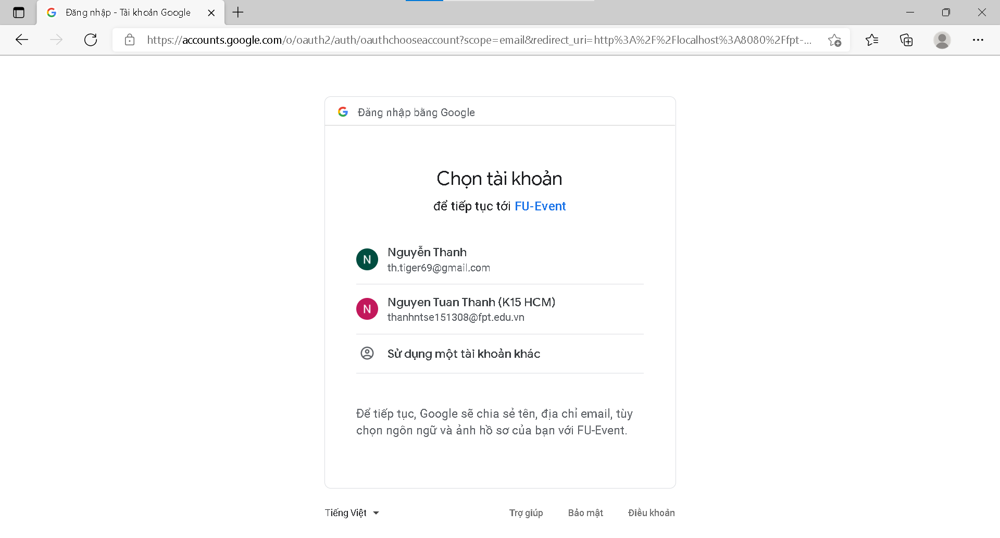 Đăng nhập - Tài khoản Google
https://accounts.google.com/o/oauth2/auth/oauthchooseaccount?scope=email&redirect_uri=http%3A%2F%2Flocalhost%3A8080%2Ffpt-...
Đăng nhập bằng Google
Chọn tài khoản
để tiếp tục tới FU-Event
N
Nguyễn Thanh
th.tiger69@gmail.com
N
Nguyen Tuan Thanh (K15 HCM)
thanhntse151308@fpt.edu.vn
Sử dụng một tài khoản khác
Để tiếp tục, Google sẽ chia sẻ tên, địa chỉ email, tùy
chọn ngôn ngữ và ảnh hồ sơ của bạn với FU-Event.
Tiếng Việt
Trợ giúp Bảo mật Điều khoản